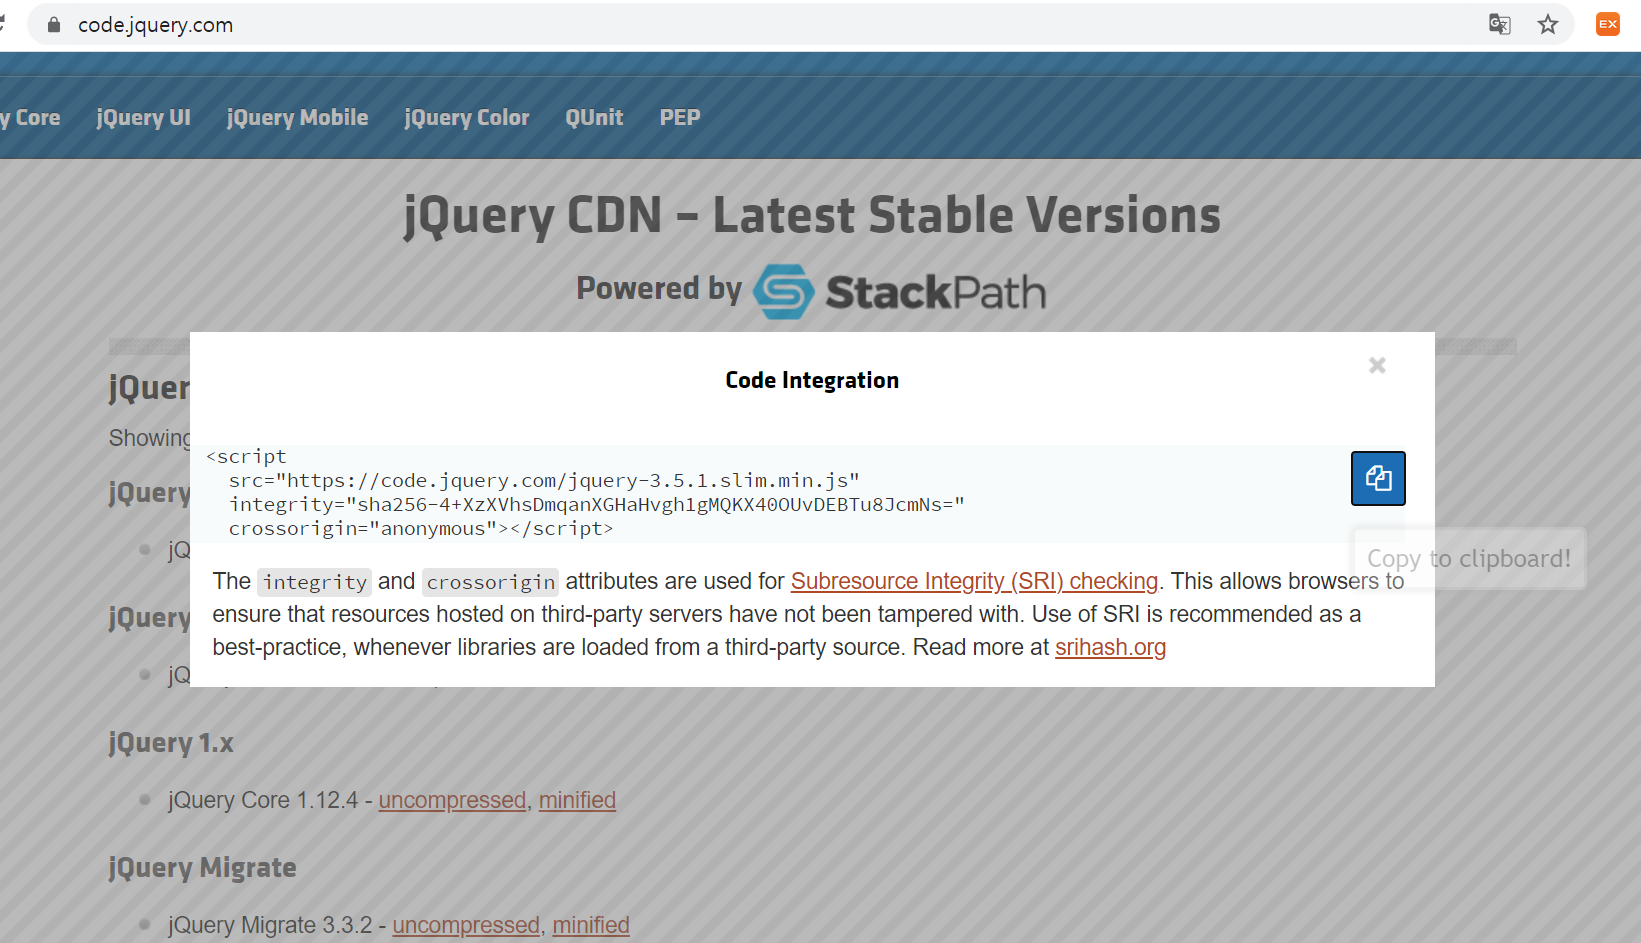 code.jquery.com
EX
y Core jQuery UI jQuery Mobile jQuery Color QUnit PEP
jQuery CDN – Latest Stable Versions
Powered by StackPath
jQuer
Showing
jQuery
jQ
jQuery
jQ
Code Integration
×
<script
src="https://code.jquery.com/jquery-3.5.1.slim.min.js"
integrity="sha256-4+XzXVhsDmqanXGHaHvgh1gMQKX40OUvDEBTu8JcmNs="
crossorigin="anonymous"></script>
Copy to clipboard!
The integrity and crossorigin attributes are used for Subresource Integrity (SRI) checking. This allows browsers to
ensure that resources hosted on third-party servers have not been tampered with. Use of SRI is recommended as a
best-practice, whenever libraries are loaded from a third-party source. Read more at srihash.org
jQuery 1.x
jQuery Core 1.12.4 - uncompressed, minified
jQuery Migrate
jQuery Migrate 3.3.2 - uncompressed, minified